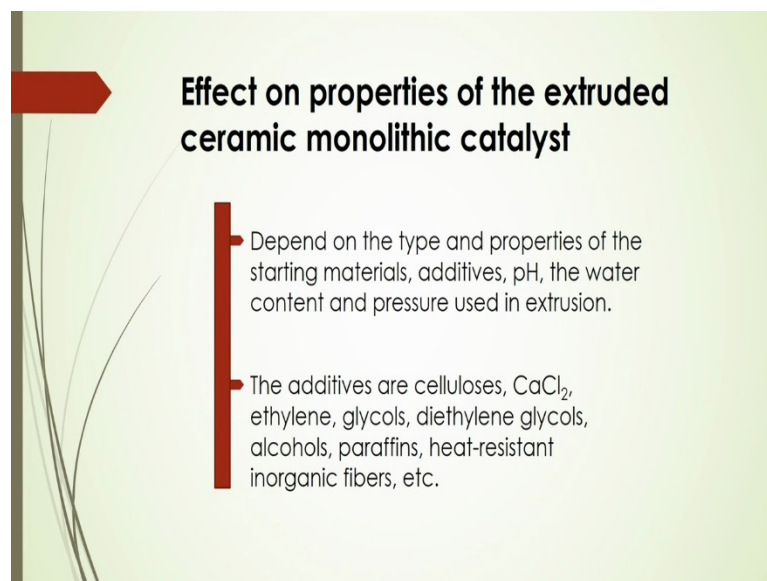 Effect on properties of the extruded
ceramic monolithic catalyst
Depend on the type and properties of the
starting materials, additives, pH, the water
content and pressure used in extrusion.
The additives are celluloses, CaCl₂,
ethylene, glycols, diethylene glycols,
alcohols, paraffins, heat-resistant
inorganic fibers, etc.